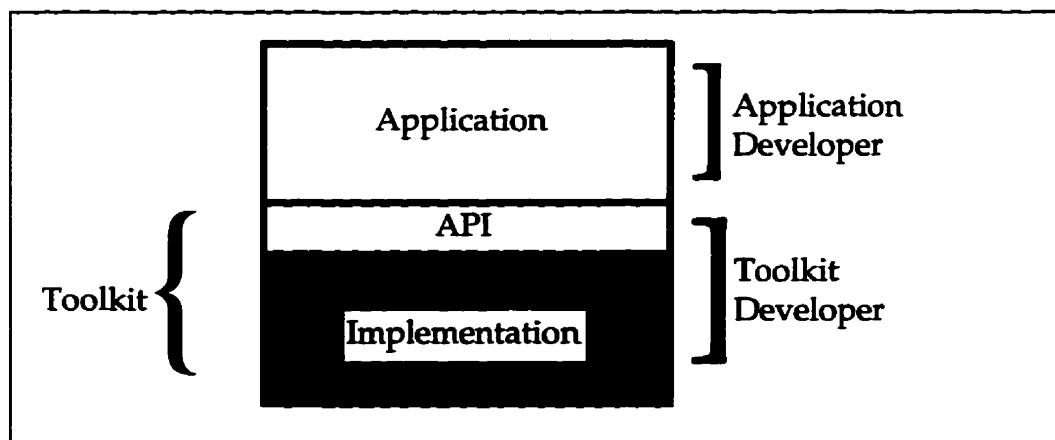 Application
Application
Developer
API
Toolkit
Toolkit
Developer
Implementation